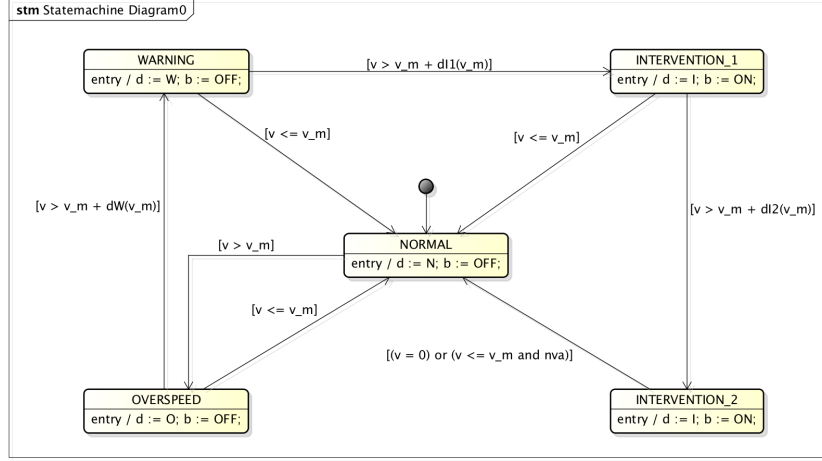 stm Statemachine Diagram0
WARNING
entry / d := W; b := OFF;
[v > v_m + dI1(v_m)]
INTERVENTION_1
entry / d := I; b := ON;
[v <= v_m]
[v <= v_m]
[v > v_m + dW(v_m)]
[v > v_m + dI2(v_m)]
[v > v_m]
NORMAL
entry / d := N; b := OFF;
[v <= v_m]
[(v = 0) or (v <= v_m and nva)]
OVERSPEED
entry / d := O; b := OFF;
INTERVENTION_2
entry / d := I; b := ON;